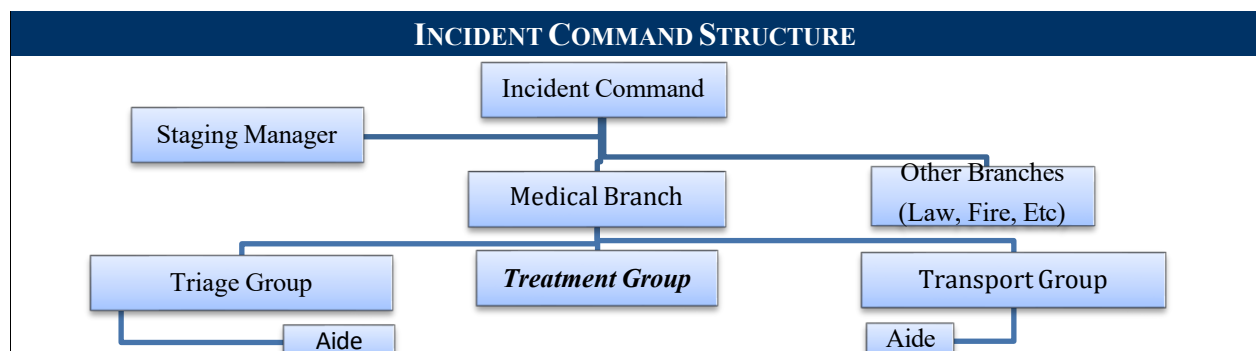 INCIDENT COMMAND STRUCTURE
Incident Command
Staging Manager
Medical Branch
Other Branches
(Law, Fire, Etc)
Triage Group
Treatment Group
Transport Group
Aide
Aide